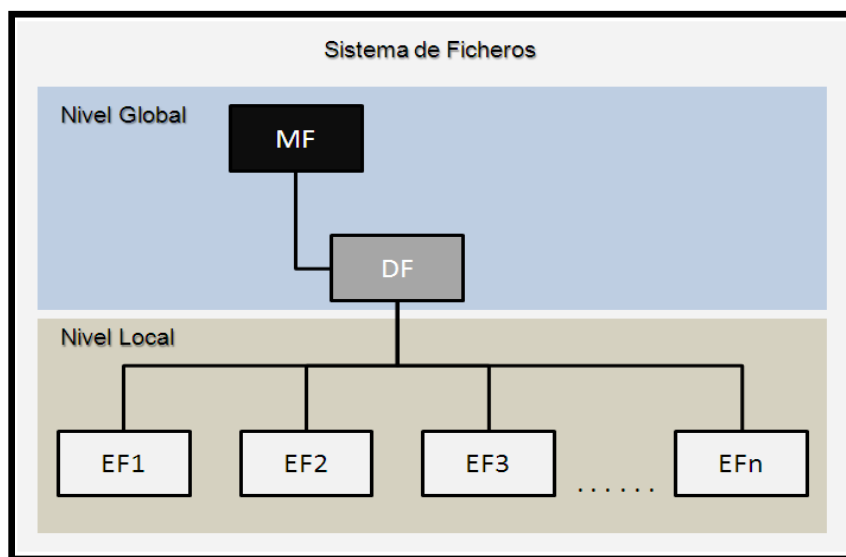 Sistema de Ficheros
Nivel Global
MF
DF
Nivel Local
EF1
EF2
EF3
......
EFn